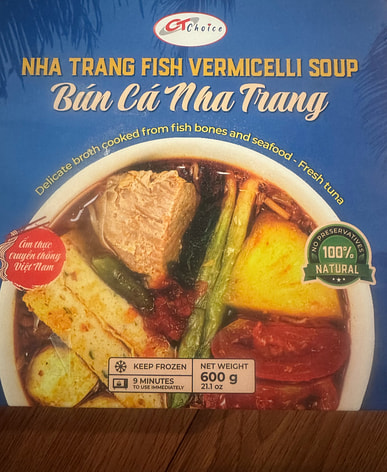 CT Choice
NHA TRANG FISH VERMICELLI SOUP
Bún Cá Nha Trang
Delicate broth cooked from fish bones and seafood - Fresh tuna
Ẩm thực
truyền thống
Việt Nam
NO PRESERVATIVES
100%
NATURAL
KEEP FROZEN
9 MINUTES
TO USE IMMEDIATELY
NET WEIGHT
600 g
21.1 oz